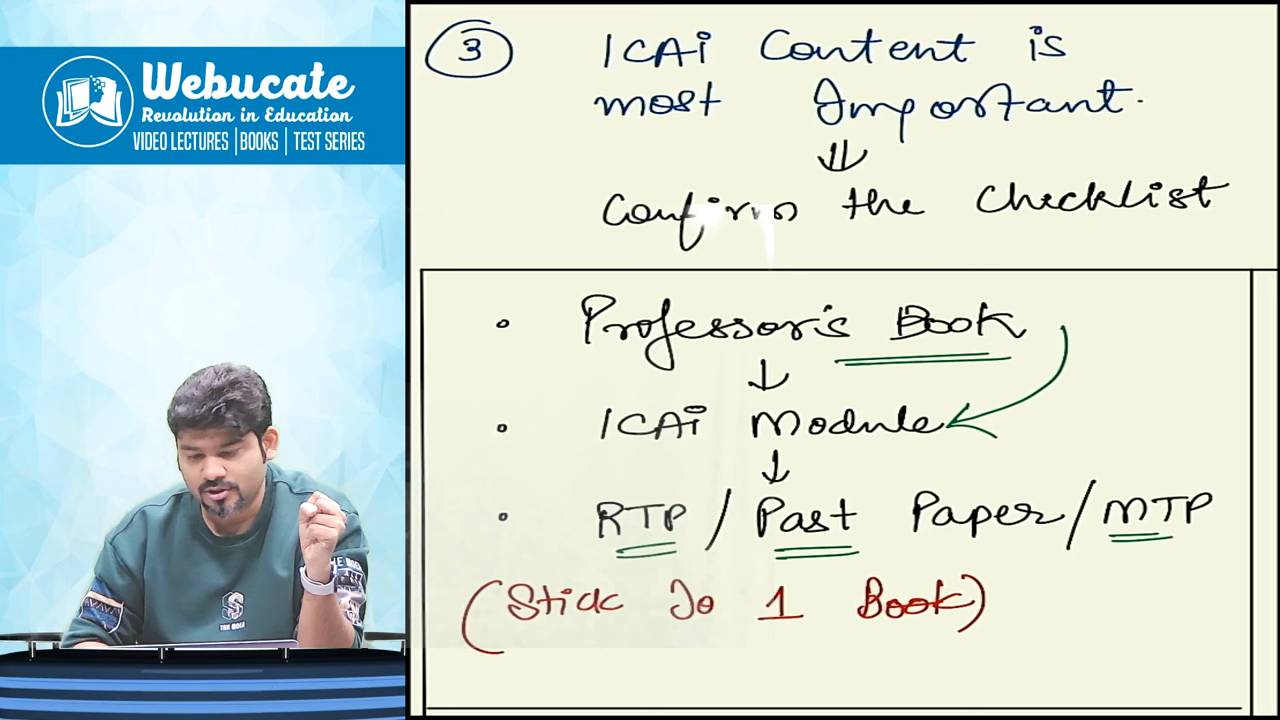 Webucate
Revolution in Education
VIDEO LECTURES | BOOKS | TEST SERIES
3 ICAi Content is
most Important.
⇓
Confirm the Checklist
• Professor's Book
↓
• ICAi Module
↓
• RTP / Past Paper / MTP
(Stick To 1 Book)